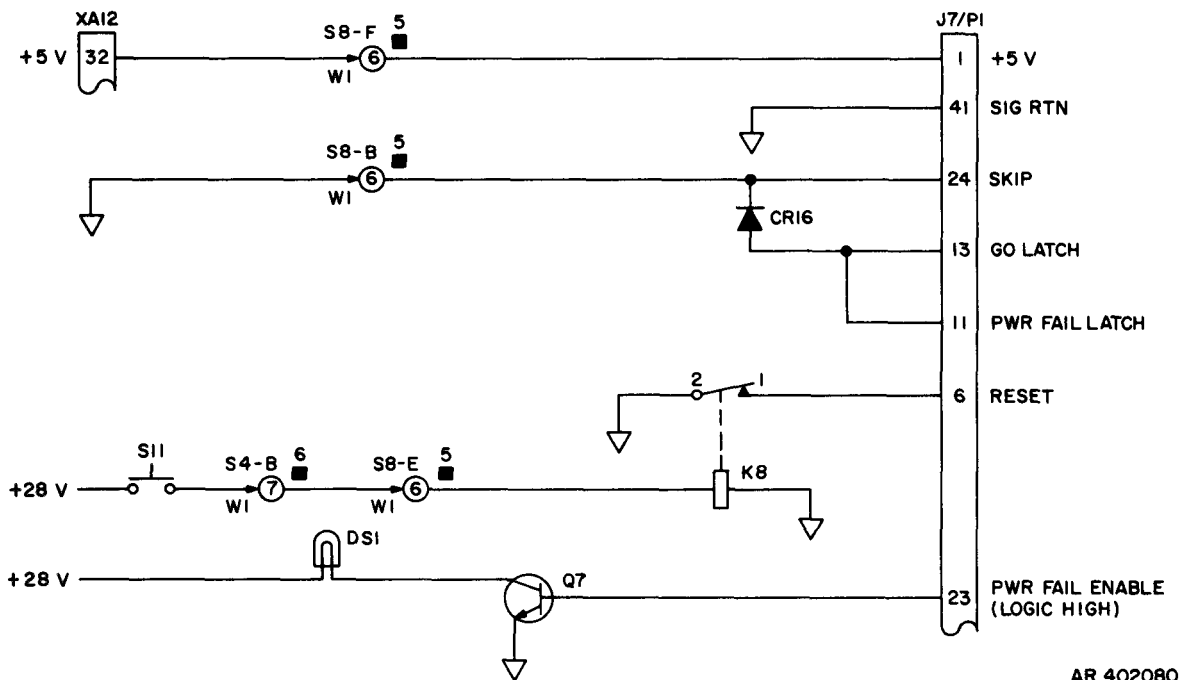 XA12
J7/P1
S8-F 5
+5 V 32 6 1 +5 V
W1
41 SIG RTN
S8-B 5
6 24 SKIP
W1
CR16
13 GO LATCH
11 PWR FAIL LATCH
2 1
6 RESET
S11 S4-B 6 S8-E 5
K8
+28 V 7 6
W1 W1
DS1
+28 V Q7
23 PWR FAIL ENABLE
(LOGIC HIGH)
AR 402080